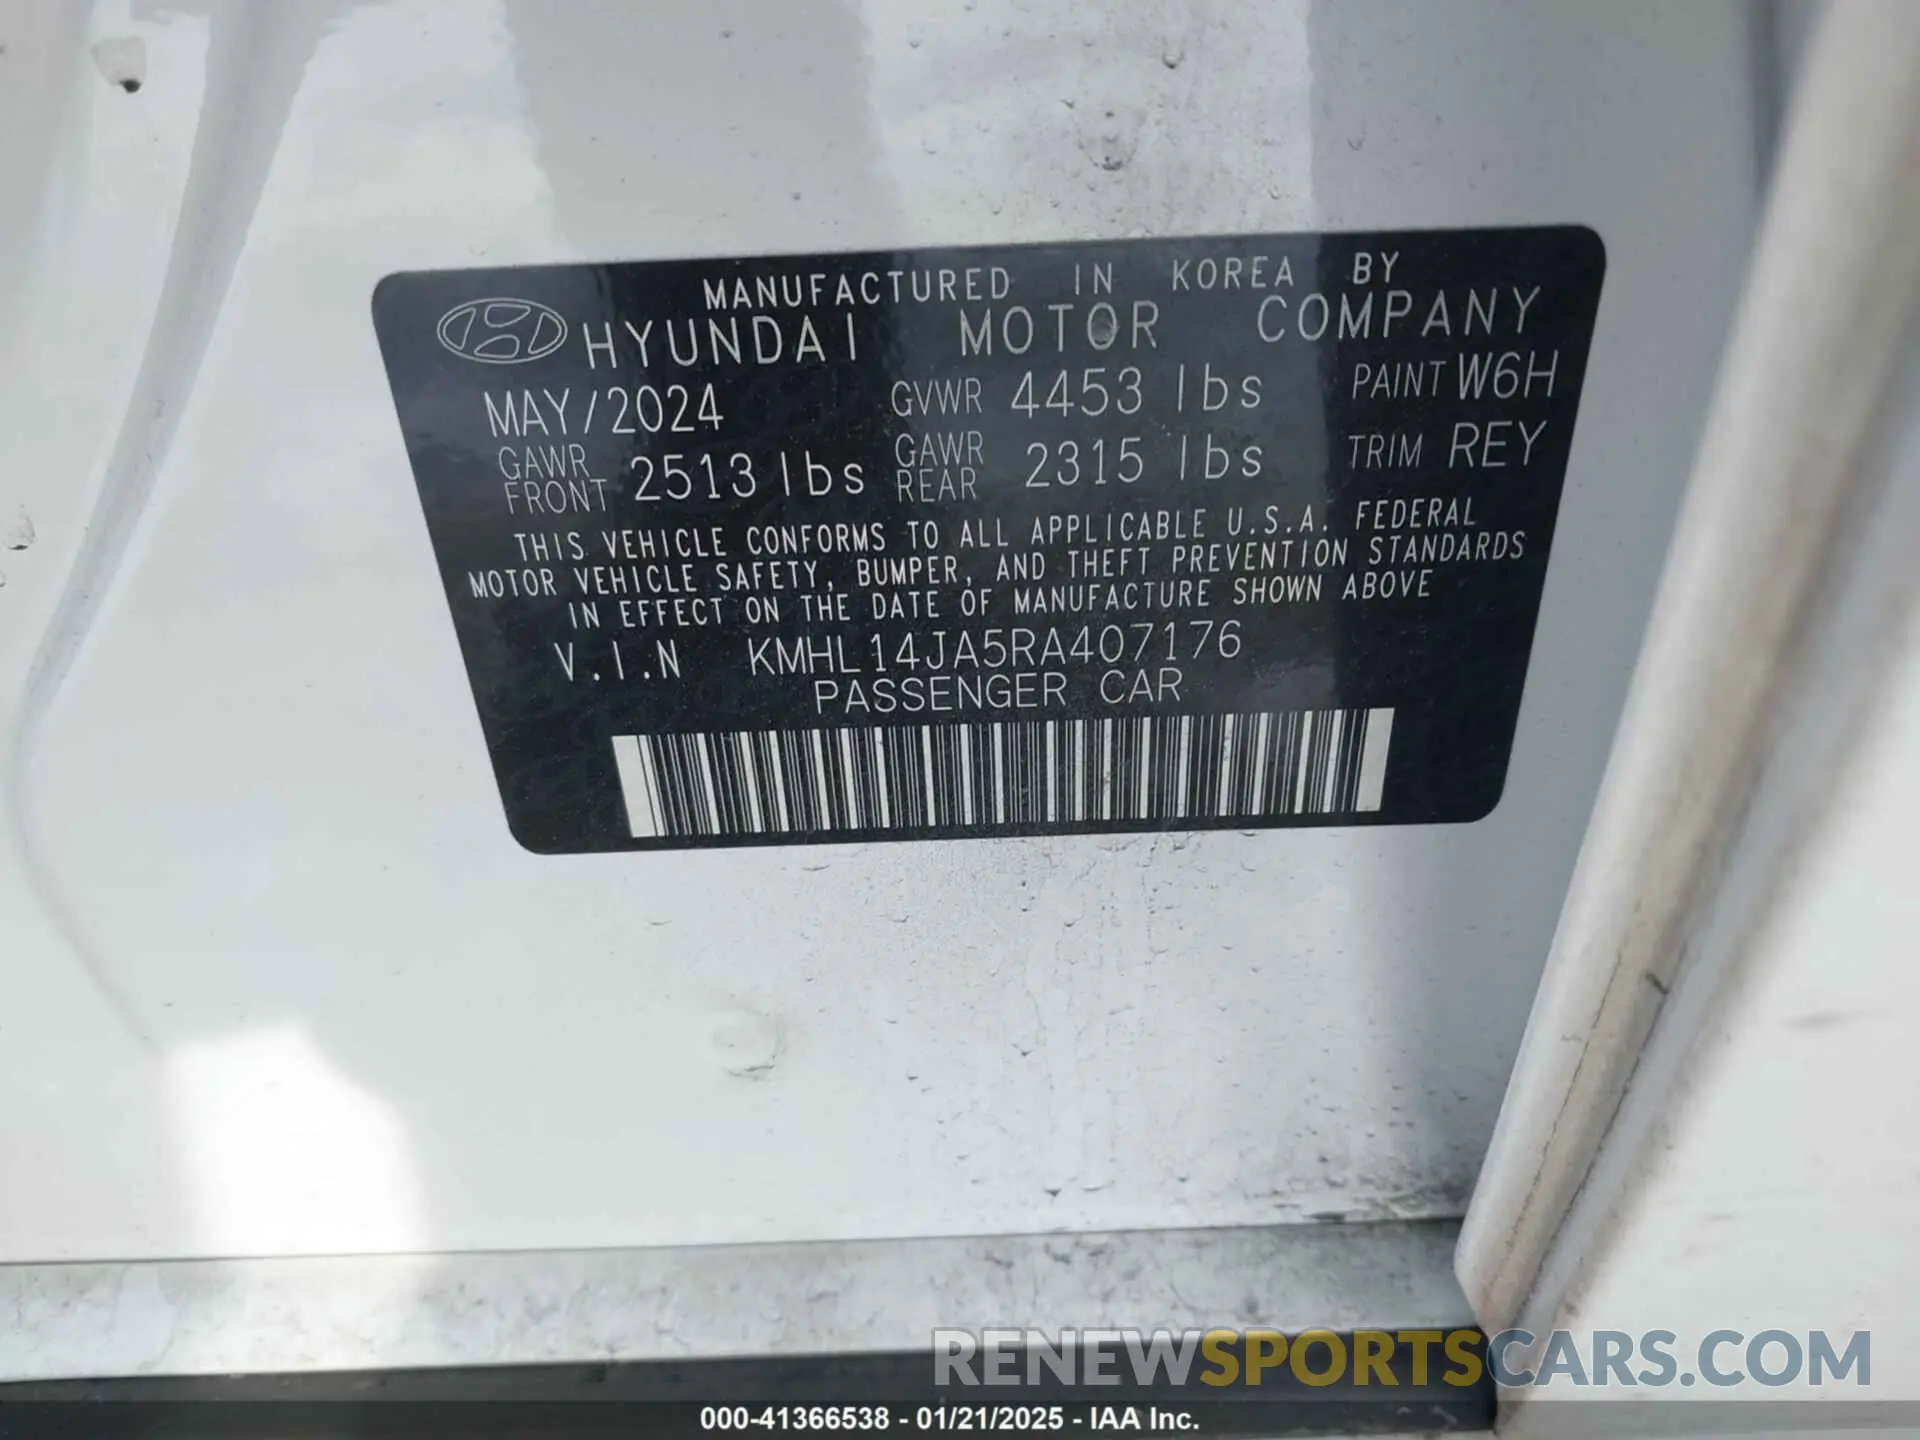 MANUFACTURED IN KOREA BY
HYUNDAI MOTOR COMPANY
MAY/2024 GVWR 4453 lbs PAINT W6H
GAWR FRONT 2513 lbs GAWR REAR 2315 lbs TRIM REY
THIS VEHICLE CONFORMS TO ALL APPLICABLE U.S.A. FEDERAL
MOTOR VEHICLE SAFETY, BUMPER, AND THEFT PREVENTION STANDARDS
IN EFFECT ON THE DATE OF MANUFACTURE SHOWN ABOVE
V.I.N KMHL14JA5RA407176
PASSENGER CAR
RENEWSPORTSCARS.COM
000-41366538 - 01/21/2025 - IAA Inc.